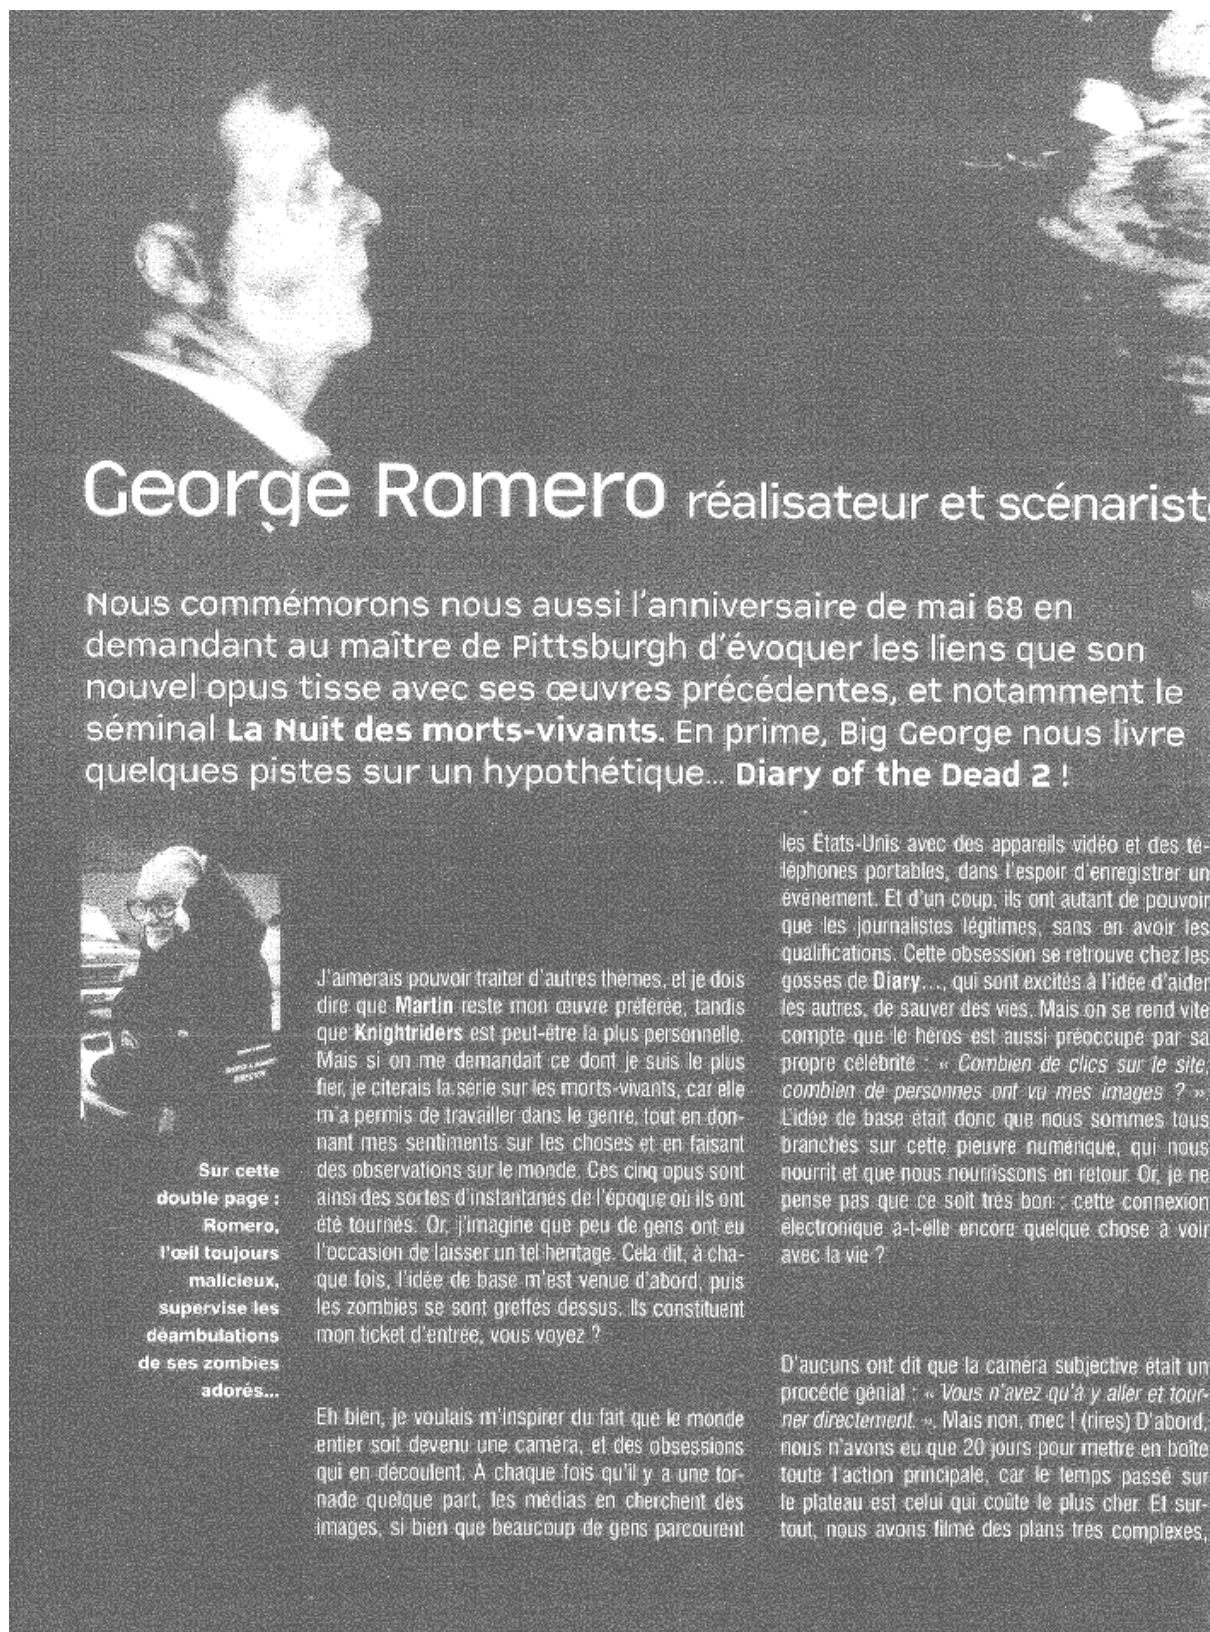 George Romero réalisateur et scénariste
Nous commémorons nous aussi l'anniversaire de mai 68 en
demandant au maître de Pittsburgh d'évoquer les liens que son
nouvel opus tisse avec ses œuvres précédentes, et notamment le
séminal La Nuit des morts-vivants. En prime, Big George nous livre
quelques pistes sur un hypothétique... Diary of the Dead 2 !
Sur cette
double page :
Romero,
l'œil toujours
malicieux,
supervise les
déambulations
de ses zombies
adorés...
J'aimerais pouvoir traiter d'autres thèmes, et je dois
dire que Martin reste mon œuvre préférée, tandis
que Knightriders est peut-être la plus personnelle.
Mais si on me demandait ce dont je suis le plus
fier, je citerais la série sur les morts-vivants, car elle
m'a permis de travailler dans le genre, tout en don-
nant mes sentiments sur les choses et en faisant
des observations sur le monde. Ces cinq opus sont
ainsi des sortes d'instantanés de l'époque où ils ont
été tournés. Or, j'imagine que peu de gens ont eu
l'occasion de laisser un tel héritage. Cela dit, à cha-
que fois, l'idée de base m'est venue d'abord, puis
les zombies se sont greffés dessus. Ils constituent
mon ticket d'entrée, vous voyez ?
Eh bien, je voulais m'inspirer du fait que le monde
entier soit devenu une caméra, et des obsessions
qui en découlent. À chaque fois qu'il y a une tor-
nade quelque part, les médias en cherchent des
images, si bien que beaucoup de gens parcourent
les États-Unis avec des appareils vidéo et des té-
léphones portables, dans l'espoir d'enregistrer un
événement. Et d'un coup, ils ont autant de pouvoir
que les journalistes légitimes, sans en avoir les
qualifications. Cette obsession se retrouve chez les
gosses de Diary..., qui sont excités à l'idée d'aider
les autres, de sauver des vies. Mais on se rend vite
compte que le héros est aussi préoccupé par sa
propre célébrité : « Combien de clics sur le site,
combien de personnes ont vu mes images ? ».
L'idée de base était donc que nous sommes tous
branchés sur cette pieuvre numérique, qui nous
nourrit et que nous nourrissons en retour. Or, je ne
pense pas que ce soit très bon : cette connexion
électronique a-t-elle encore quelque chose à voir
avec la vie ?
D'aucuns ont dit que la caméra subjective était un
procédé génial : « Vous n'avez qu'à y aller et tour-
ner directement. ». Mais non, mec ! (rires) D'abord,
nous n'avons eu que 20 jours pour mettre en boîte
toute l'action principale, car le temps passé sur
le plateau est celui qui coûte le plus cher. Et sur-
tout, nous avons filmé des plans très complexes,